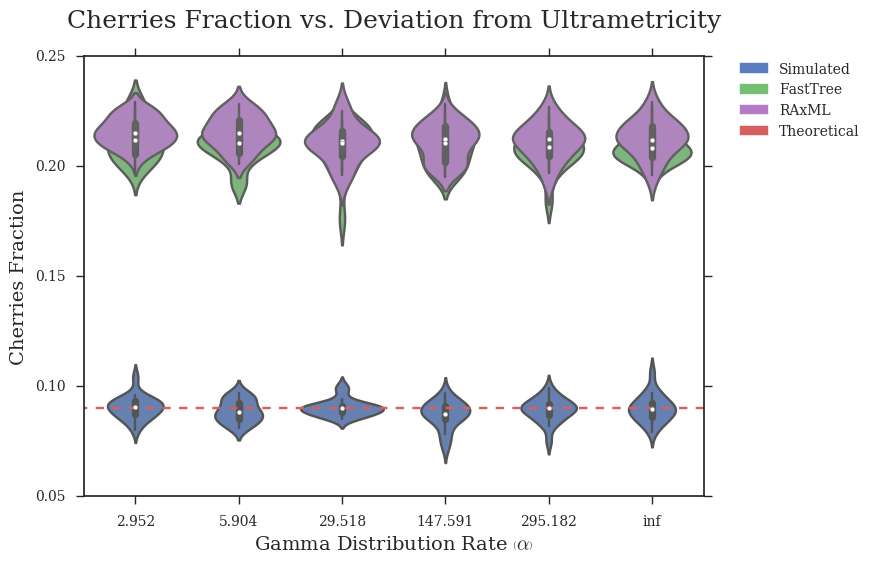 Cherries Fraction vs. Deviation from Ultrametricity
0.25
0.20
0.15
0.10
0.05
Cherries Fraction
2.952 5.904 29.518 147.591 295.182 inf
Gamma Distribution Rate (α)
Simulated
FastTree
RAxML
Theoretical